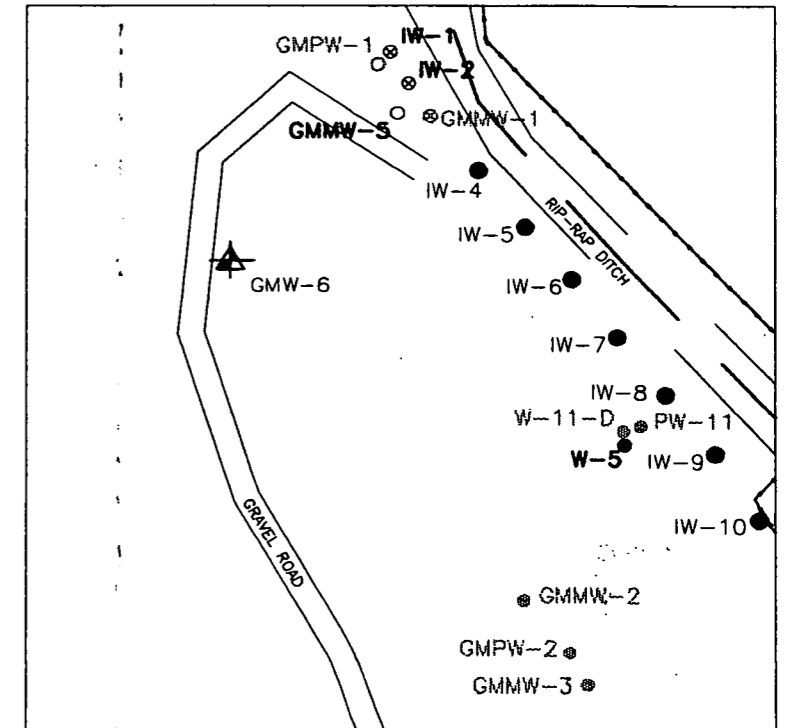 GMPW-1
IW-1
IW-2
GMMW-5
GMMW-1
IW-4
RIP-RAP DITCH
IW-5
GMW-6
IW-6
IW-7
IW-8
W-11-D
PW-11
W-5
IW-9
IW-10
GRAVEL ROAD
GMMW-2
GMPW-2
GMMW-3